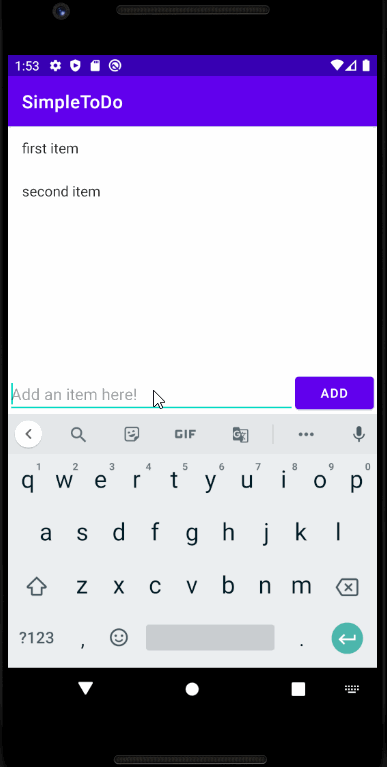 1:53
SimpleToDo
first item
second item
Add an item here!
ADD
GIF
1 2 3 4 5 6 7 8 9 0
q w e r t y u i o p
a s d f g h j k l
z x c v b n m
?123 , .